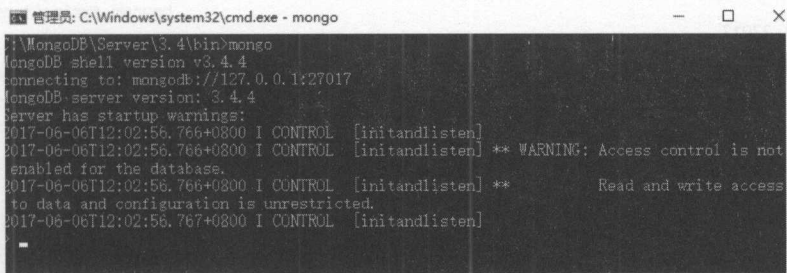 管理员: C:\Windows\system32\cmd.exe - mongo
:\MongoDB\Server\3.4\bin>mongo
MongoDB shell version v3.4.4
connecting to: mongodb://127.0.0.1:27017
MongoDB server version: 3.4.4
Server has startup warnings:
2017-06-06T12:02:56.766+0800 I CONTROL  [initandlisten]
2017-06-06T12:02:56.766+0800 I CONTROL  [initandlisten] ** WARNING: Access control is not
enabled for the database.
2017-06-06T12:02:56.766+0800 I CONTROL  [initandlisten] **          Read and write access
to data and configuration is unrestricted.
2017-06-06T12:02:56.767+0800 I CONTROL  [initandlisten]
>